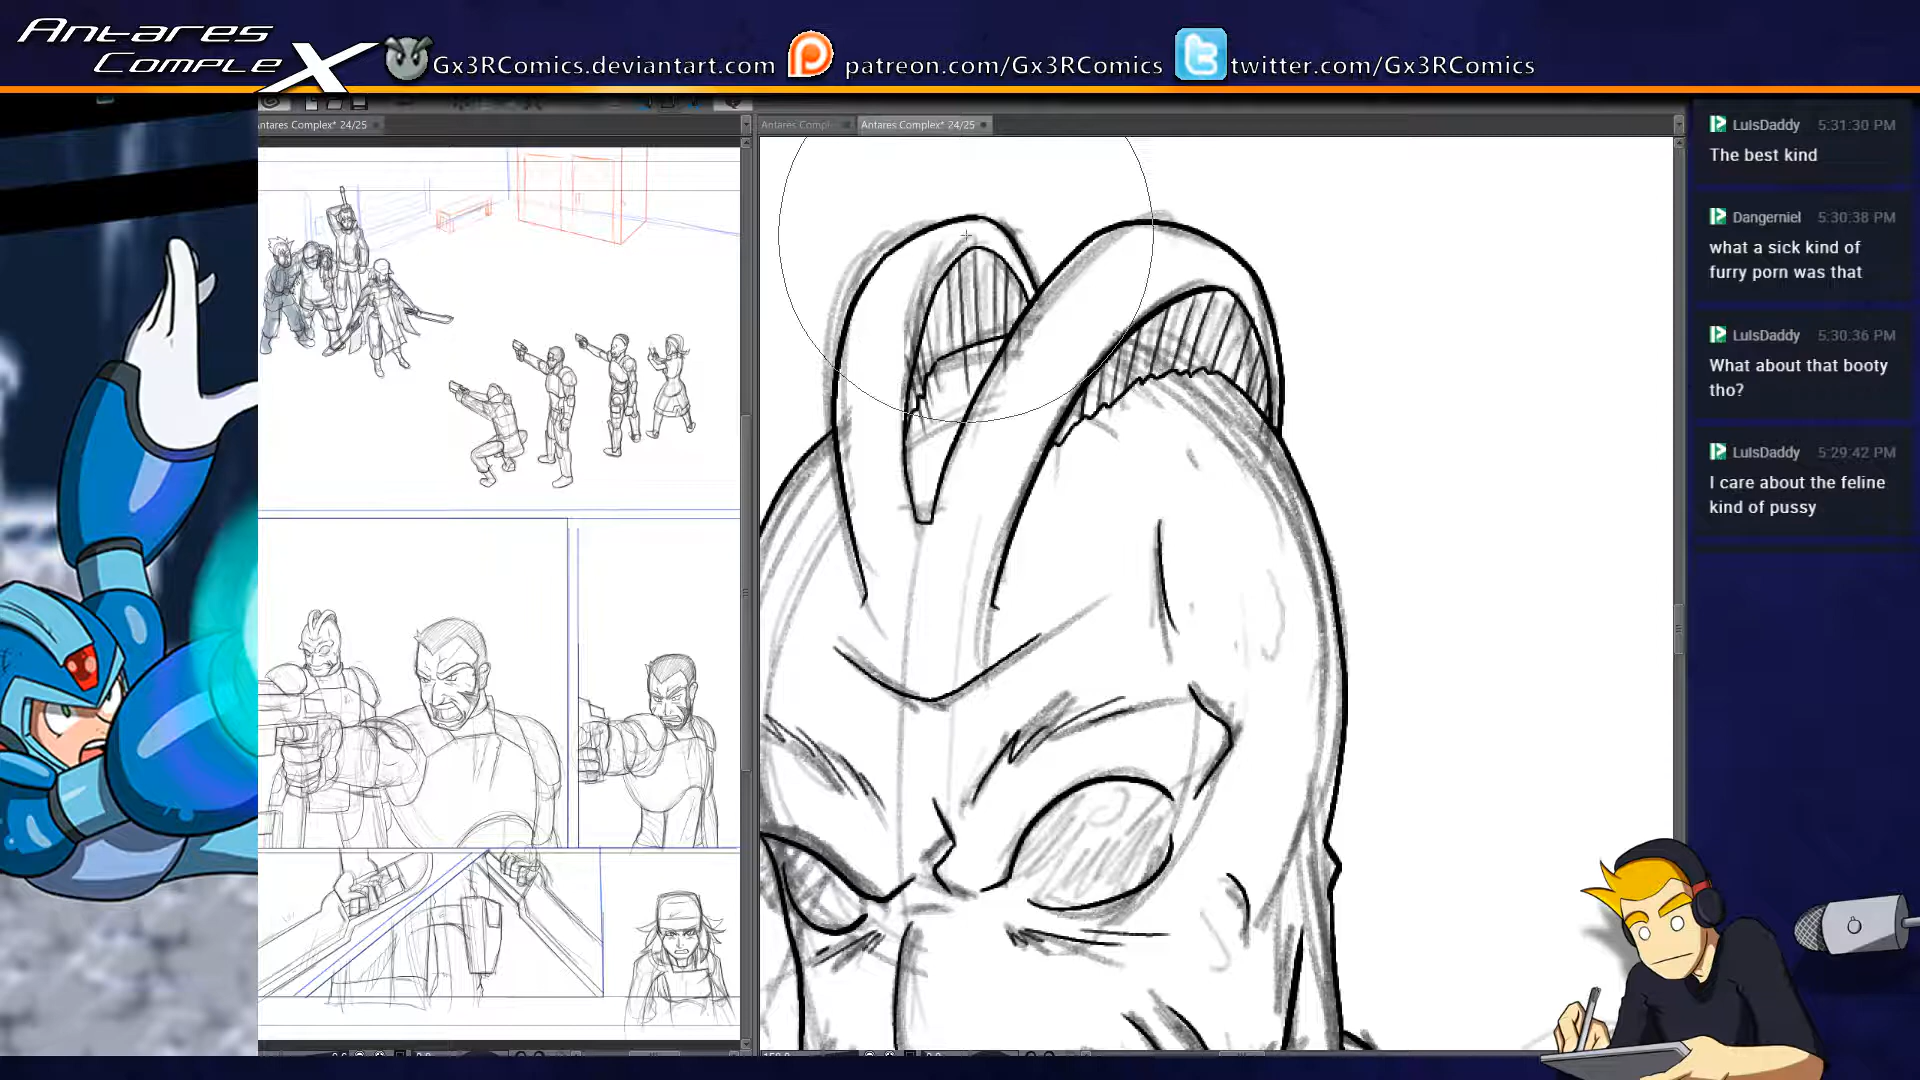 Antares
Complex
Gx3RComics.deviantart.com
patreon.com/Gx3RComics
twitter.com/Gx3RComics
ntares Complex* 24/25
Antares Compl
Antares Complex* 24/25
LuIsDaddy 5:31:30 PM
The best kind
Dangerniel 5:30:38 PM
what a sick kind of
furry porn was that
LuIsDaddy 5:30:36 PM
What about that booty
tho?
LuIsDaddy 5:29:42 PM
I care about the feline
kind of pussy